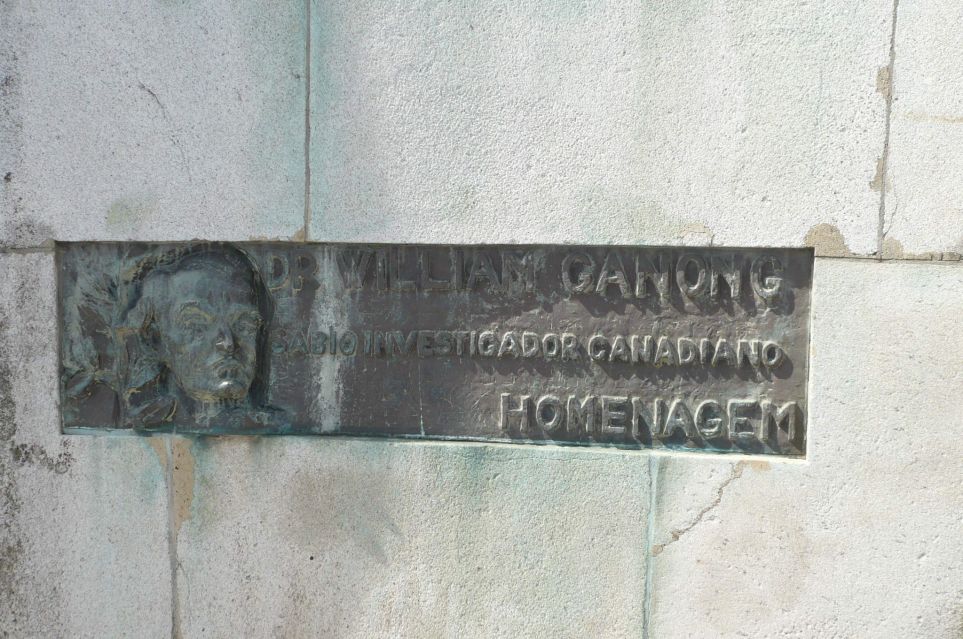 DR WILLIAM GANONG
SABIO INVESTIGADOR CANADIANO
HOMENAGEM